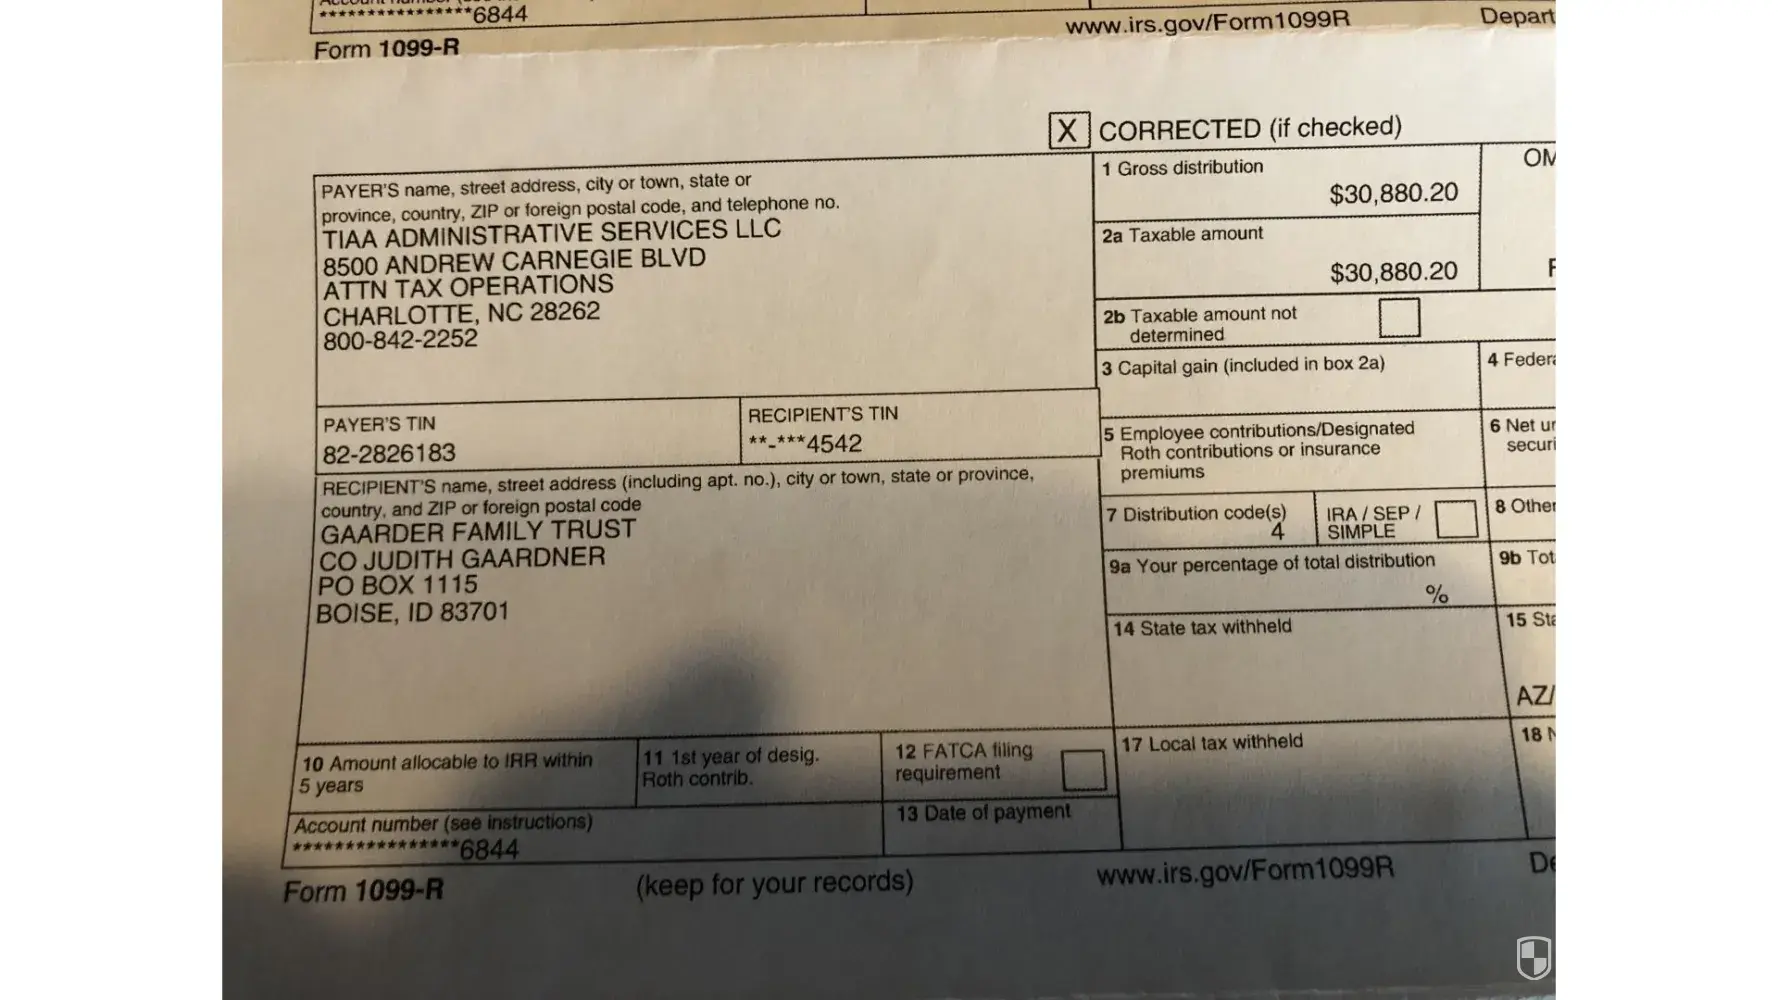 ****************6844
www.irs.gov/Form1099R
Form 1099-R
X CORRECTED (if checked)
PAYER'S name, street address, city or town, state or
province, country, ZIP or foreign postal code, and telephone no.
TIAA ADMINISTRATIVE SERVICES LLC
8500 ANDREW CARNEGIE BLVD
ATTN TAX OPERATIONS
CHARLOTTE, NC 28262
800-842-2252
1 Gross distribution
$30,880.20
2a Taxable amount
$30,880.20
2b Taxable amount not
determined
3 Capital gain (included in box 2a)
4
PAYER'S TIN
82-2826183
RECIPIENT'S TIN
**-***4542
5 Employee contributions/Designated
Roth contributions or insurance
premiums
6 Net
RECIPIENT'S name, street address (including apt. no.), city or town, state or province,
country, and ZIP or foreign postal code
GAARDER FAMILY TRUST
CO JUDITH GAARDNER
PO BOX 1115
BOISE, ID 83701
7 Distribution code(s)
4
IRA / SEP /
SIMPLE
8 Other
9a Your percentage of total distribution
%
9b
14 State tax withheld
15
AZ/
10 Amount allocable to IRR within
5 years
11 1st year of desig.
Roth contrib.
12 FATCA filing
requirement
13 Date of payment
17 Local tax withheld
18
Account number (see instructions)
****************6844
Form 1099-R
(keep for your records)
www.irs.gov/Form1099R